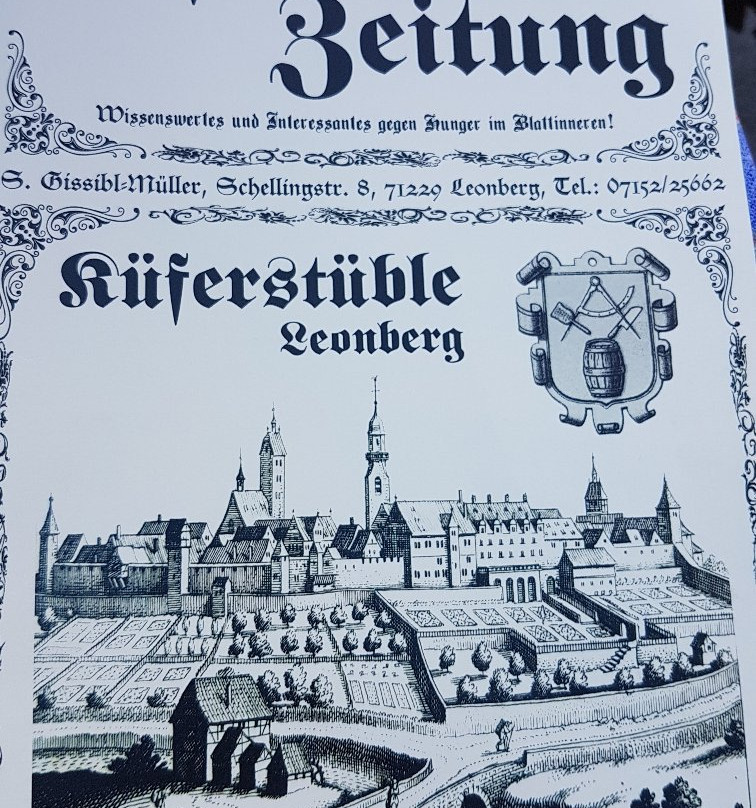 Zeitung
Wissenswertes und Interessantes gegen Hunger im Blattinneren!
S. Gissibl-Müller, Schellingstr. 8, 71229 Leonberg, Tel.: 07152/25662
Küferstüble
Leonberg